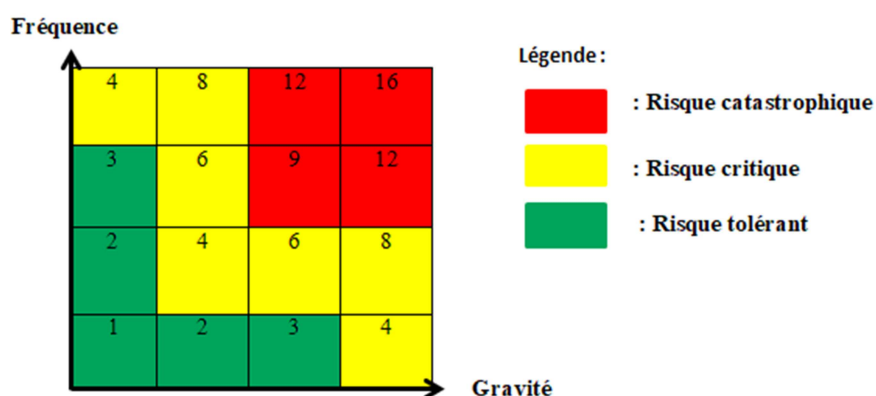 Fréquence
4 8 12 16
3 6 9 12
2 4 6 8
1 2 3 4
Gravité
Légende :
: Risque catastrophique
: Risque critique
: Risque tolérant